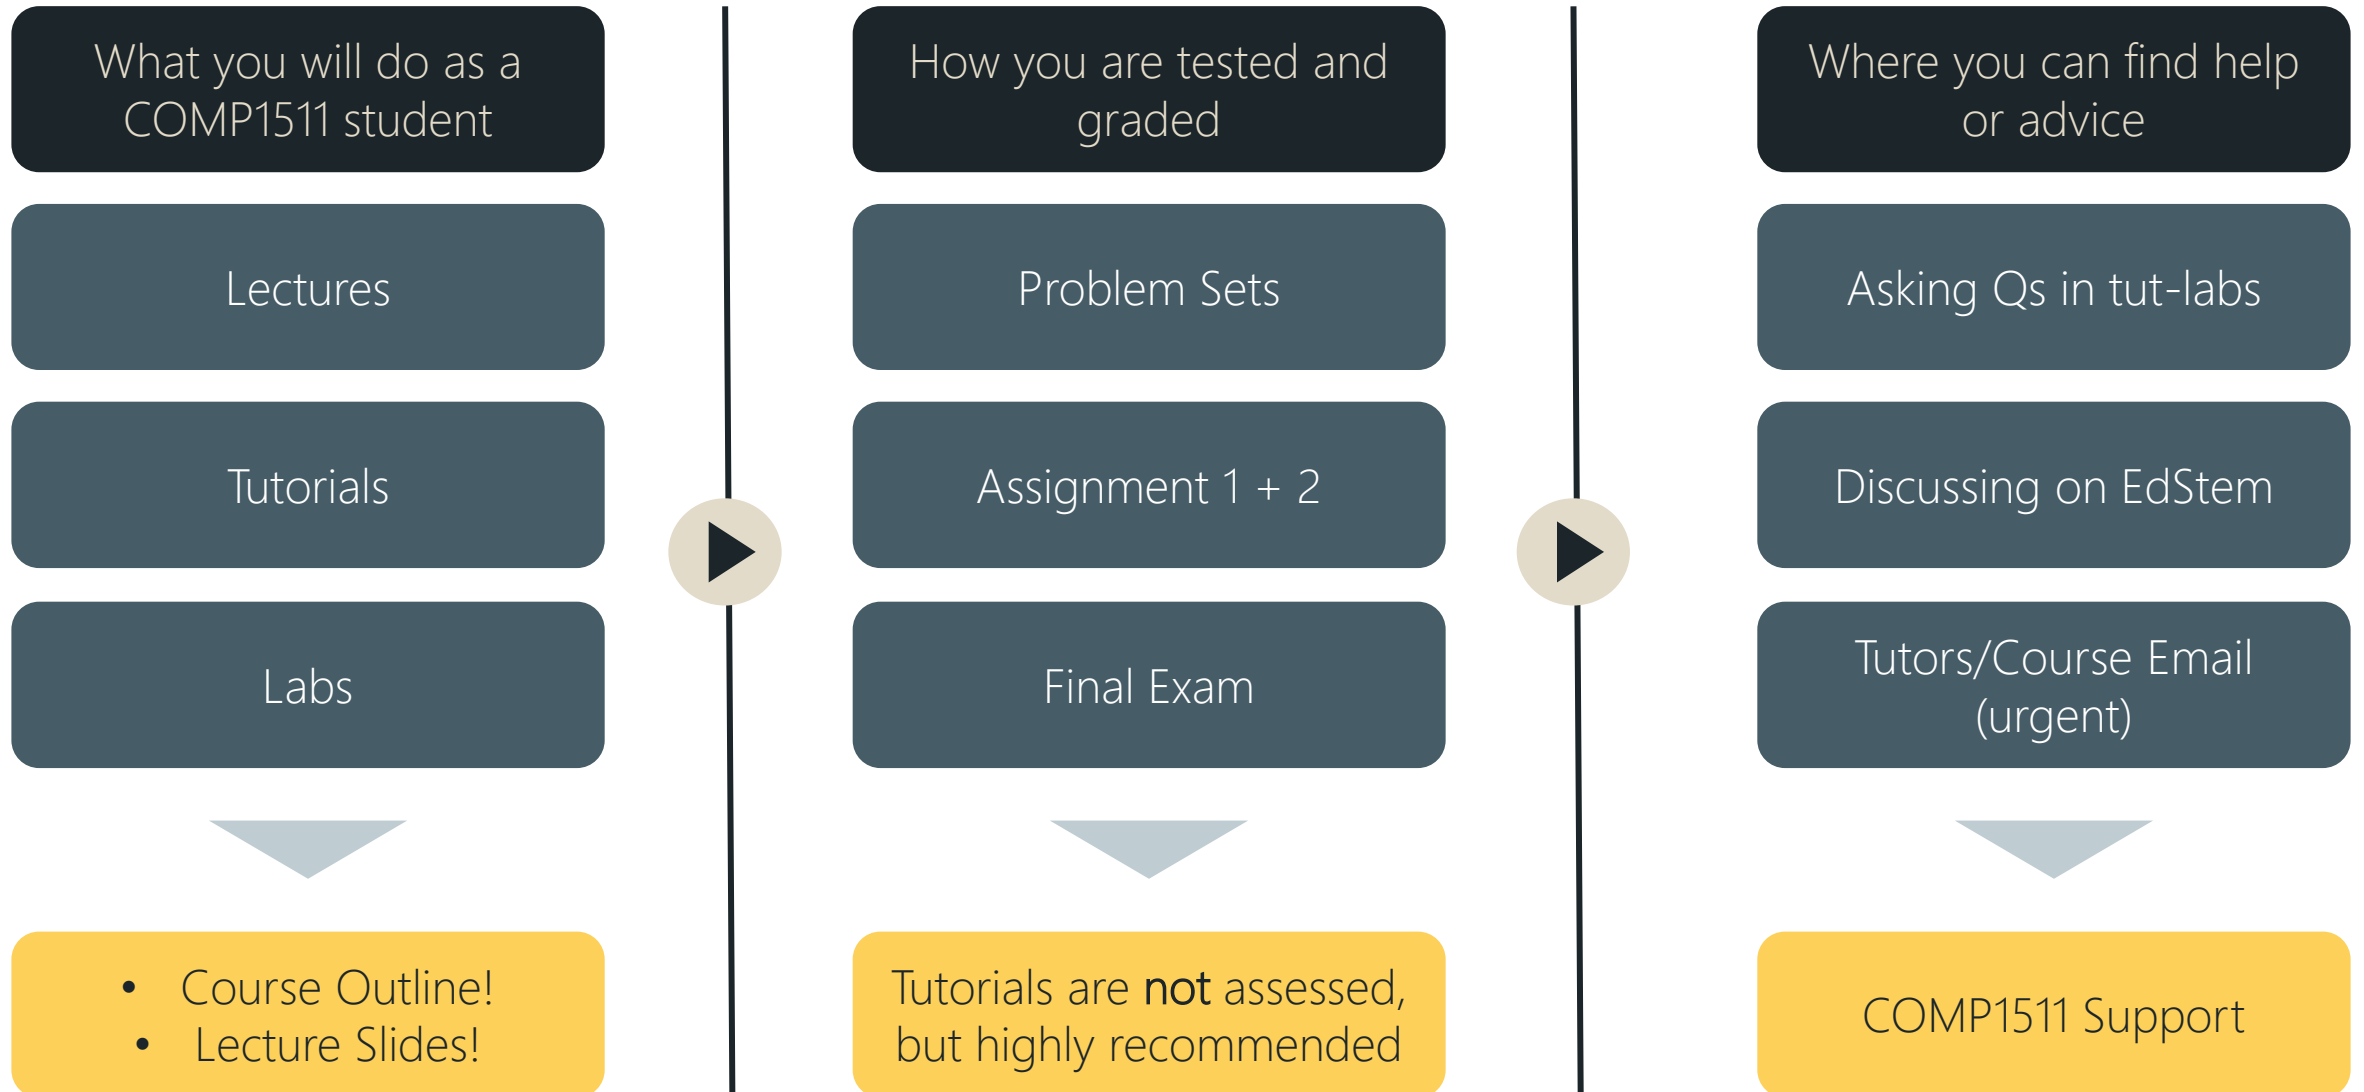 What you will do as a
COMP1511 student
Lectures
Tutorials
Labs
• Course Outline!
• Lecture Slides!
How you are tested and
graded
Problem Sets
Assignment 1 + 2
Final Exam
Tutorials are not assessed,
but highly recommended
Where you can find help
or advice
Asking Qs in tut-labs
Discussing on EdStem
Tutors/Course Email
(urgent)
COMP1511 Support